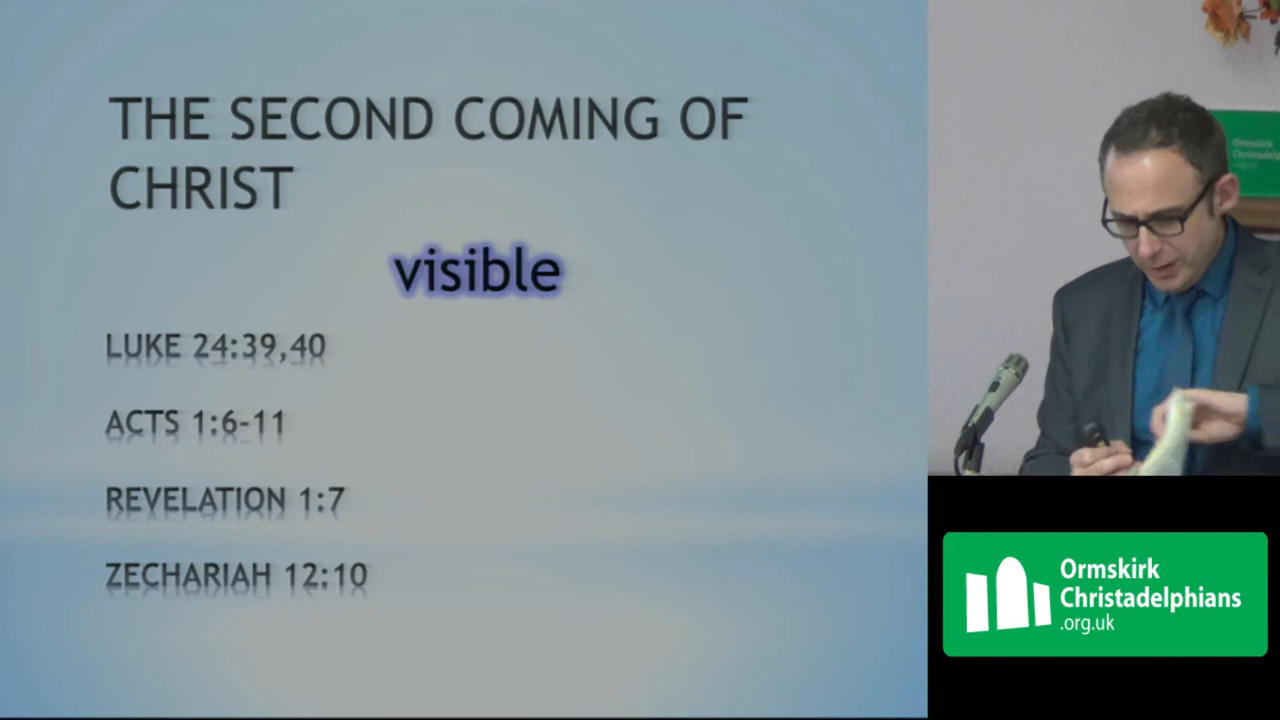 THE SECOND COMING OF
CHRIST
visible
LUKE 24:39,40
ACTS 1:6-11
REVELATION 1:7
ZECHARIAH 12:10
Ormskirk
Ormskirk
Christadelphians
.org.uk